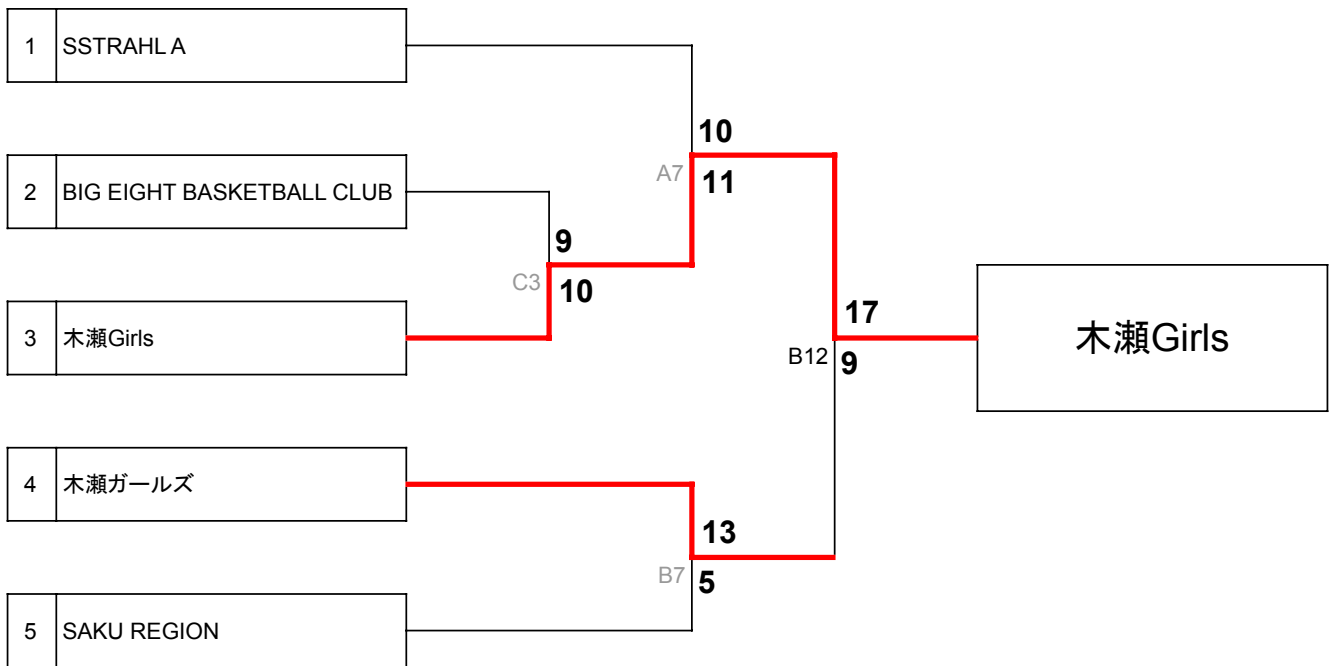 1 SSTRAHL A
10
A7
11
2 BIG EIGHT BASKETBALL CLUB
9
C3
10
3 木瀬Girls
17
B12
9
木瀬Girls
4 木瀬ガールズ
13
B7
5
5 SAKU REGION